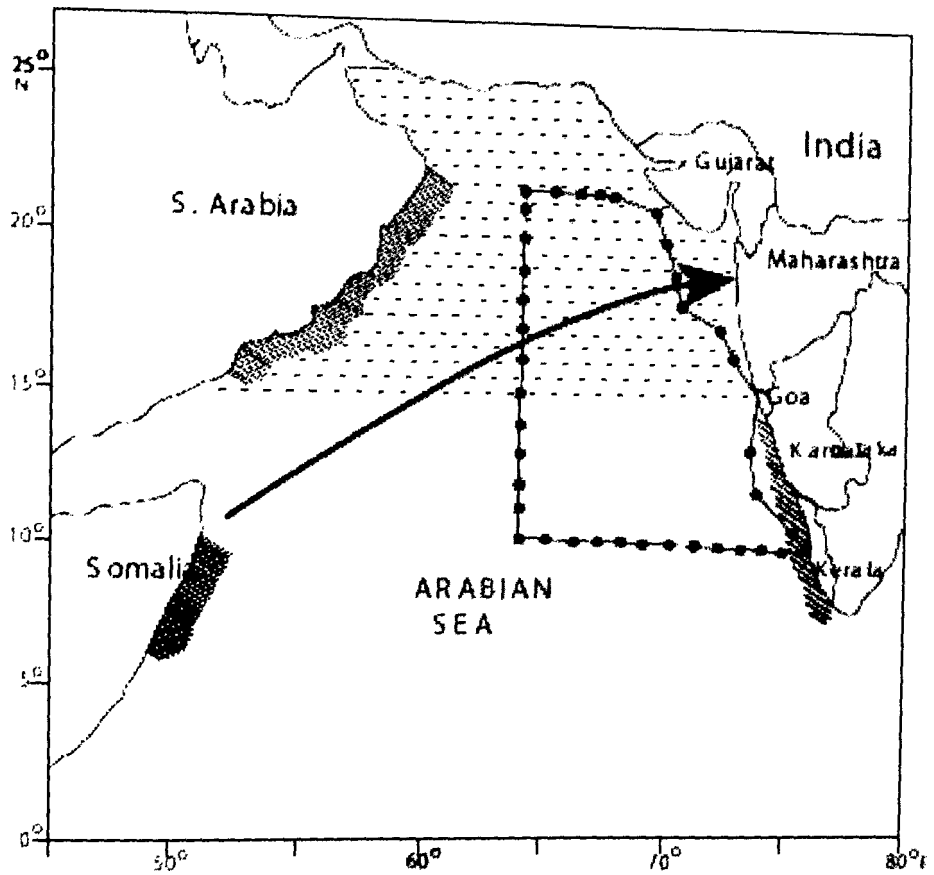 25°
N
India
Gujarat
S. Arabia
20°
Maharashtra
15°
Goa
Karnataka
10°
Somalia
Kerala
ARABIAN
SEA
5°
0°
50°
60°
70°
80°E